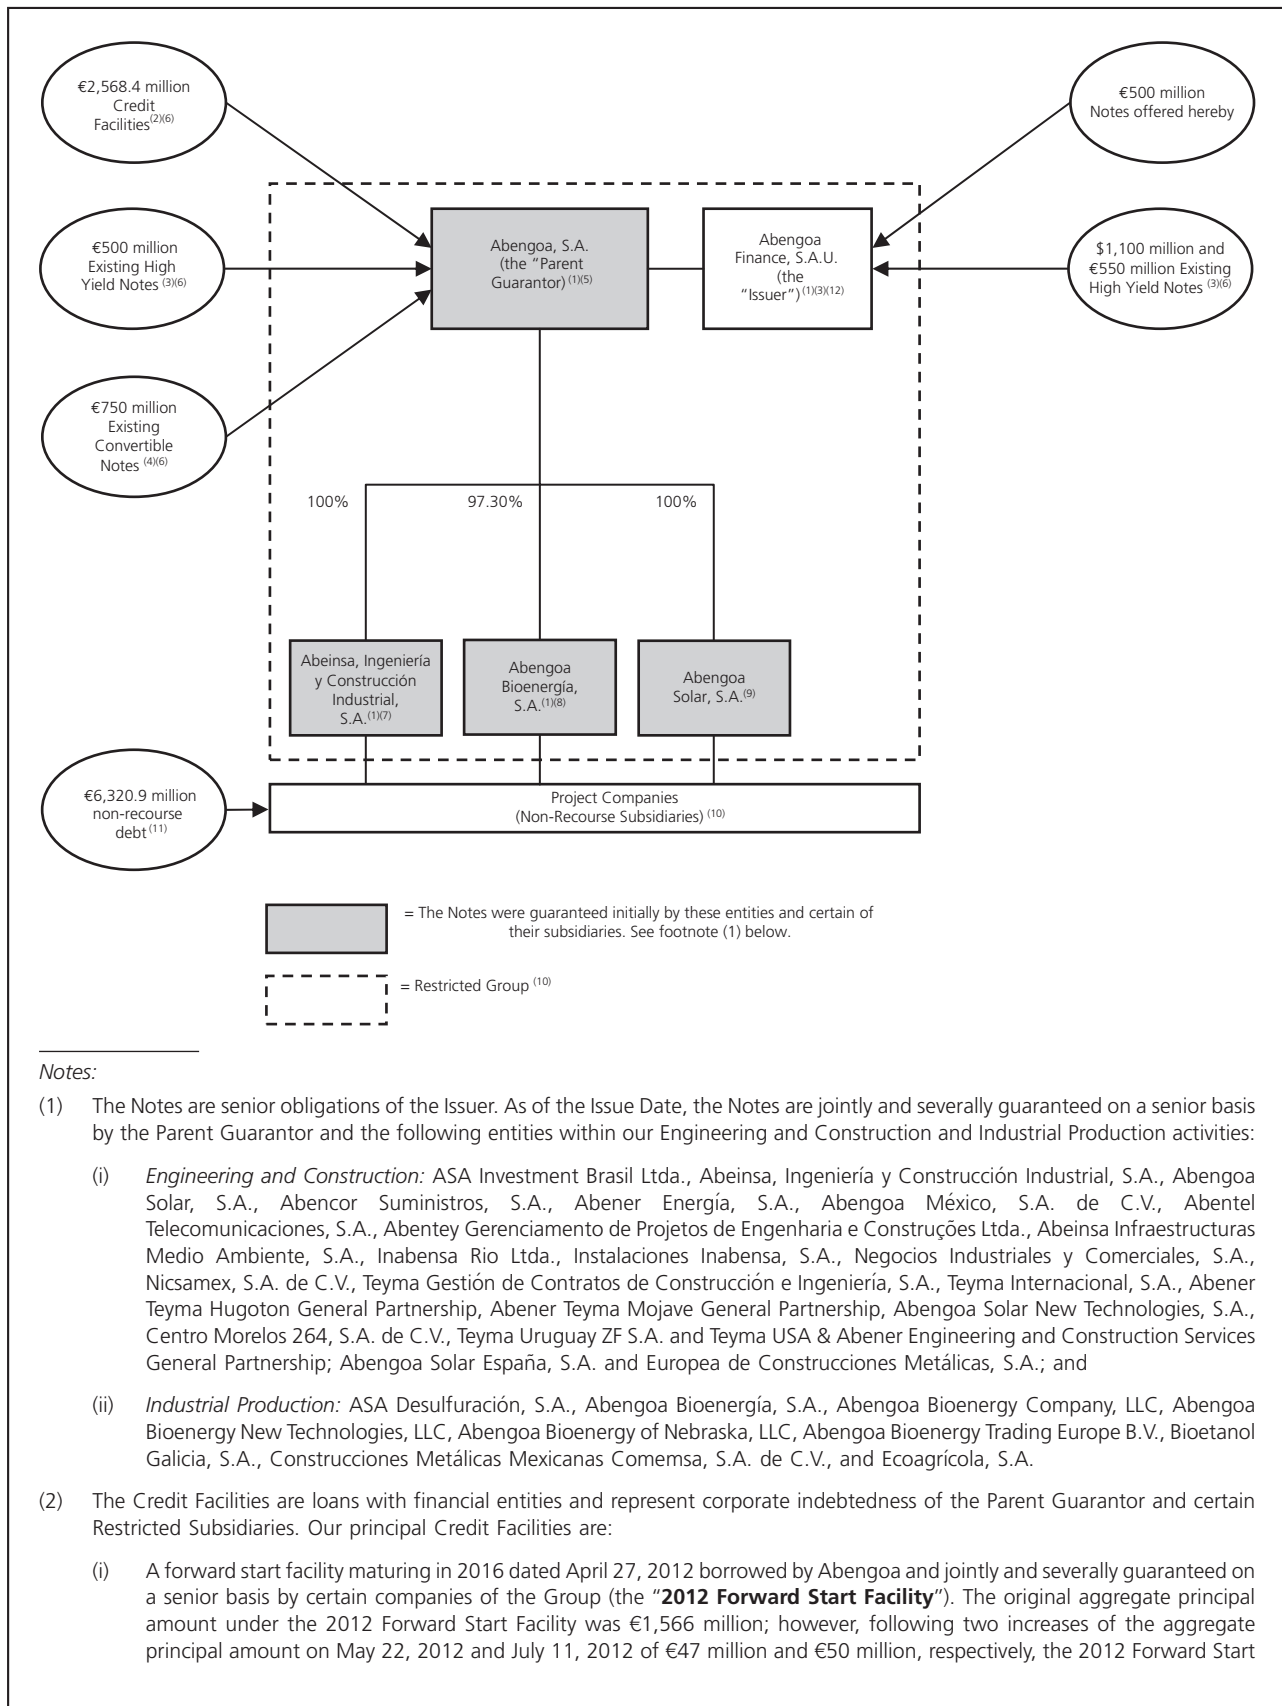 €2,568.4 million
Credit
Facilities(2)(6)
€500 million
Notes offered hereby
€500 million
Existing High
Yield Notes (3)(6)
Abengoa, S.A.
(the “Parent
Guarantor) (1)(5)
Abengoa
Finance, S.A.U.
(the
“Issuer”) (1)(3)(12)
$1,100 million and
€550 million Existing
High Yield Notes (3)(6)
€750 million
Existing
Convertible
Notes (4)(6)
100%
97.30%
100%
Abeinsa, Ingeniería
y Construcción
Industrial,
S.A.(1)(7)
Abengoa
Bioenergía,
S.A.(1)(8)
Abengoa
Solar, S.A.(9)
€6,320.9 million
non-recourse
debt (11)
Project Companies
(Non-Recourse Subsidiaries) (10)
= The Notes were guaranteed initially by these entities and certain of
their subsidiaries. See footnote (1) below.
= Restricted Group (10)
Notes:
(1) The Notes are senior obligations of the Issuer. As of the Issue Date, the Notes are jointly and severally guaranteed on a senior basis
by the Parent Guarantor and the following entities within our Engineering and Construction and Industrial Production activities:
(i) Engineering and Construction: ASA Investment Brasil Ltda., Abeinsa, Ingeniería y Construcción Industrial, S.A., Abengoa
Solar, S.A., Abencor Suministros, S.A., Abener Energía, S.A., Abengoa México, S.A. de C.V., Abentel
Telecomunicaciones, S.A., Abentey Gerenciamento de Projetos de Engenharia e Construções Ltda., Abeinsa Infraestructuras
Medio Ambiente, S.A., Inabensa Rio Ltda., Instalaciones Inabensa, S.A., Negocios Industriales y Comerciales, S.A.,
Nicsamex, S.A. de C.V., Teyma Gestión de Contratos de Construcción e Ingeniería, S.A., Teyma Internacional, S.A., Abener
Teyma Hugoton General Partnership, Abener Teyma Mojave General Partnership, Abengoa Solar New Technologies, S.A.,
Centro Morelos 264, S.A. de C.V., Teyma Uruguay ZF S.A. and Teyma USA & Abener Engineering and Construction Services
General Partnership; Abengoa Solar España, S.A. and Europea de Construcciones Metálicas, S.A.; and
(ii) Industrial Production: ASA Desulfuración, S.A., Abengoa Bioenergía, S.A., Abengoa Bioenergy Company, LLC, Abengoa
Bioenergy New Technologies, LLC, Abengoa Bioenergy of Nebraska, LLC, Abengoa Bioenergy Trading Europe B.V., Bioetanol
Galicia, S.A., Construcciones Metálicas Mexicanas Comemsa, S.A. de C.V., and Ecoagrícola, S.A.
(2) The Credit Facilities are loans with financial entities and represent corporate indebtedness of the Parent Guarantor and certain
Restricted Subsidiaries. Our principal Credit Facilities are:
(i) A forward start facility maturing in 2016 dated April 27, 2012 borrowed by Abengoa and jointly and severally guaranteed on
a senior basis by certain companies of the Group (the “2012 Forward Start Facility”). The original aggregate principal
amount under the 2012 Forward Start Facility was €1,566 million; however, following two increases of the aggregate
principal amount on May 22, 2012 and July 11, 2012 of €47 million and €50 million, respectively, the 2012 Forward Start